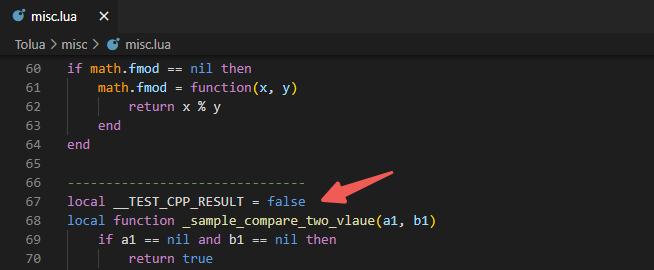 misc.lua ×
Tolua > misc > misc.lua
60 if math.fmod == nil then
61     math.fmod = function(x, y)
62         return x % y
63     end
64 end
65
66 -------------------------------
67 local __TEST_CPP_RESULT = false
68 local function _sample_compare_two_vlaue(a1, b1)
69     if a1 == nil and b1 == nil then
70         return true